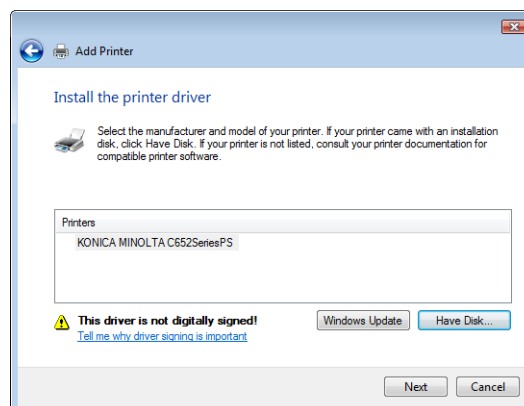 Add Printer
Install the printer driver
Select the manufacturer and model of your printer. If your printer came with an installation
disk, click Have Disk. If your printer is not listed, consult your printer documentation for
compatible printer software.
Printers
KONICA MINOLTA C652SeriesPS
This driver is not digitally signed!
Tell me why driver signing is important
Windows Update
Have Disk...
Next
Cancel